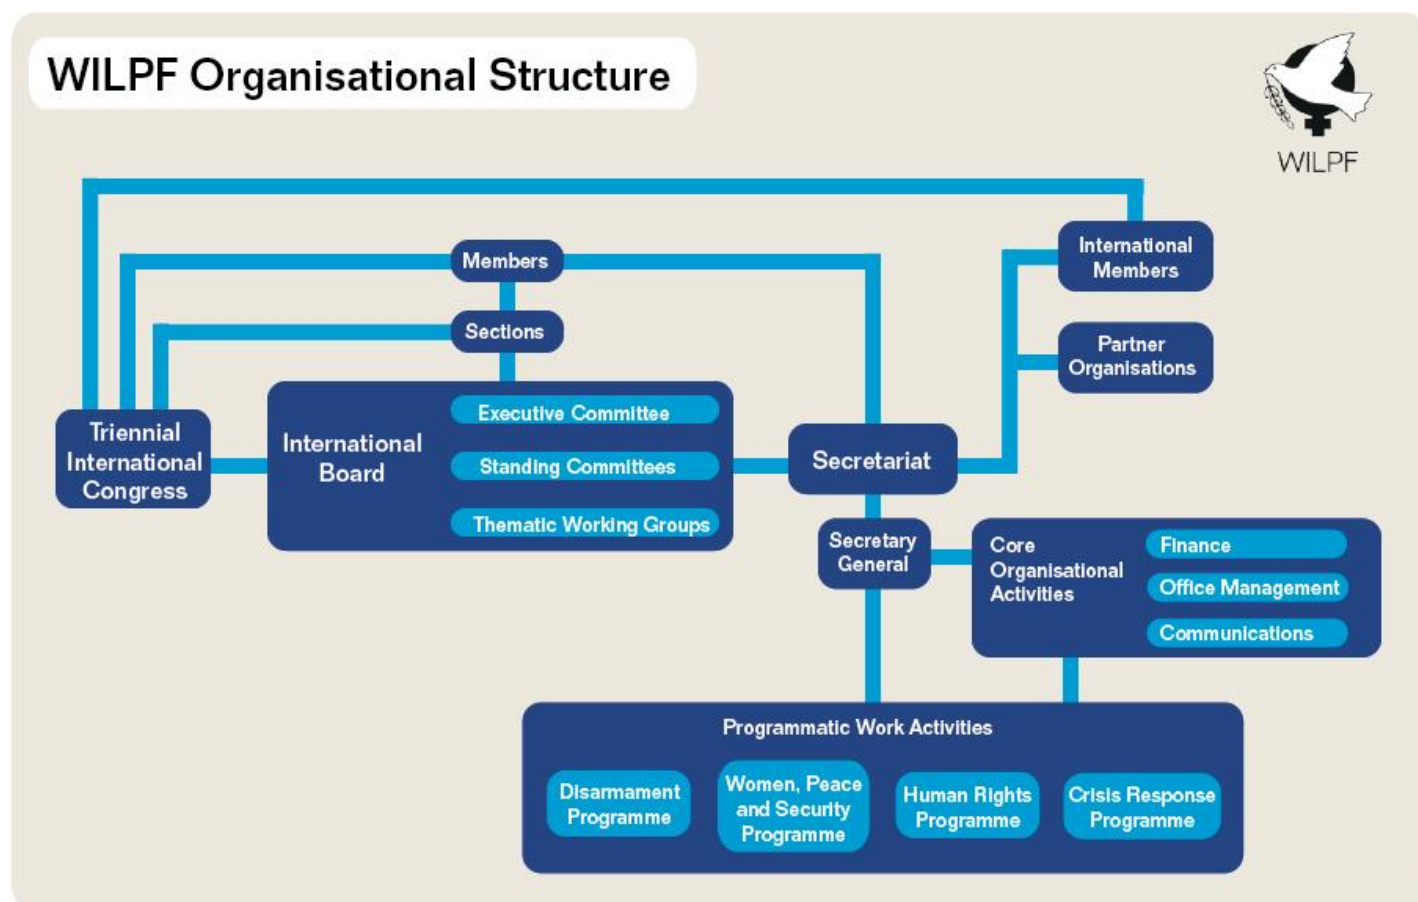 WILPF Organisational Structure
WILPF
International
Members
Members
Sections
Partner
Organisations
Triennial
International
Congress
International
Board
Executive Committee
Standing Committees
Thematic Working Groups
Secretariat
Secretary
General
Core
Organisational
Activities
Finance
Office Management
Communications
Programmatic Work Activities
Disarmament
Programme
Women, Peace
and Security
Programme
Human Rights
Programme
Crisis Response
Programme